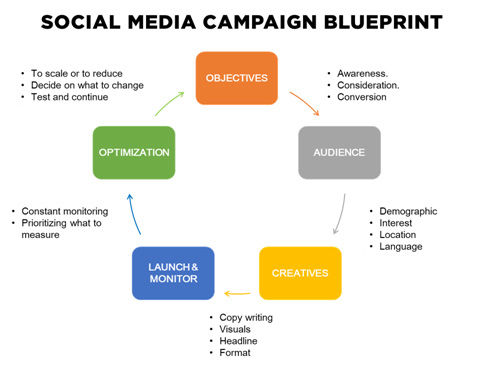 SOCIAL MEDIA CAMPAIGN BLUEPRINT
OBJECTIVES
• Awareness.
• Consideration.
• Conversion
AUDIENCE
• Demographic
• Interest
• Location
• Language
CREATIVES
• Copy writing
• Visuals
• Headline
• Format
LAUNCH &
MONITOR
• Constant monitoring
• Prioritizing what to
measure
OPTIMIZATION
• To scale or to reduce
• Decide on what to change
• Test and continue